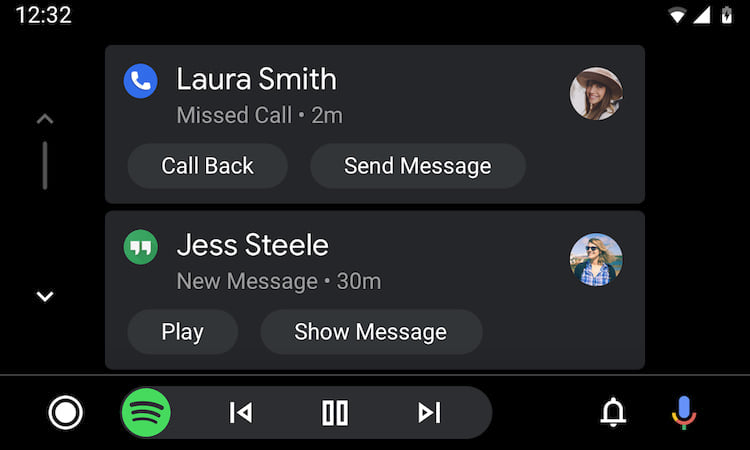 12:32
Laura Smith
Missed Call • 2m
Call Back Send Message
Jess Steele
New Message • 30m
Play Show Message